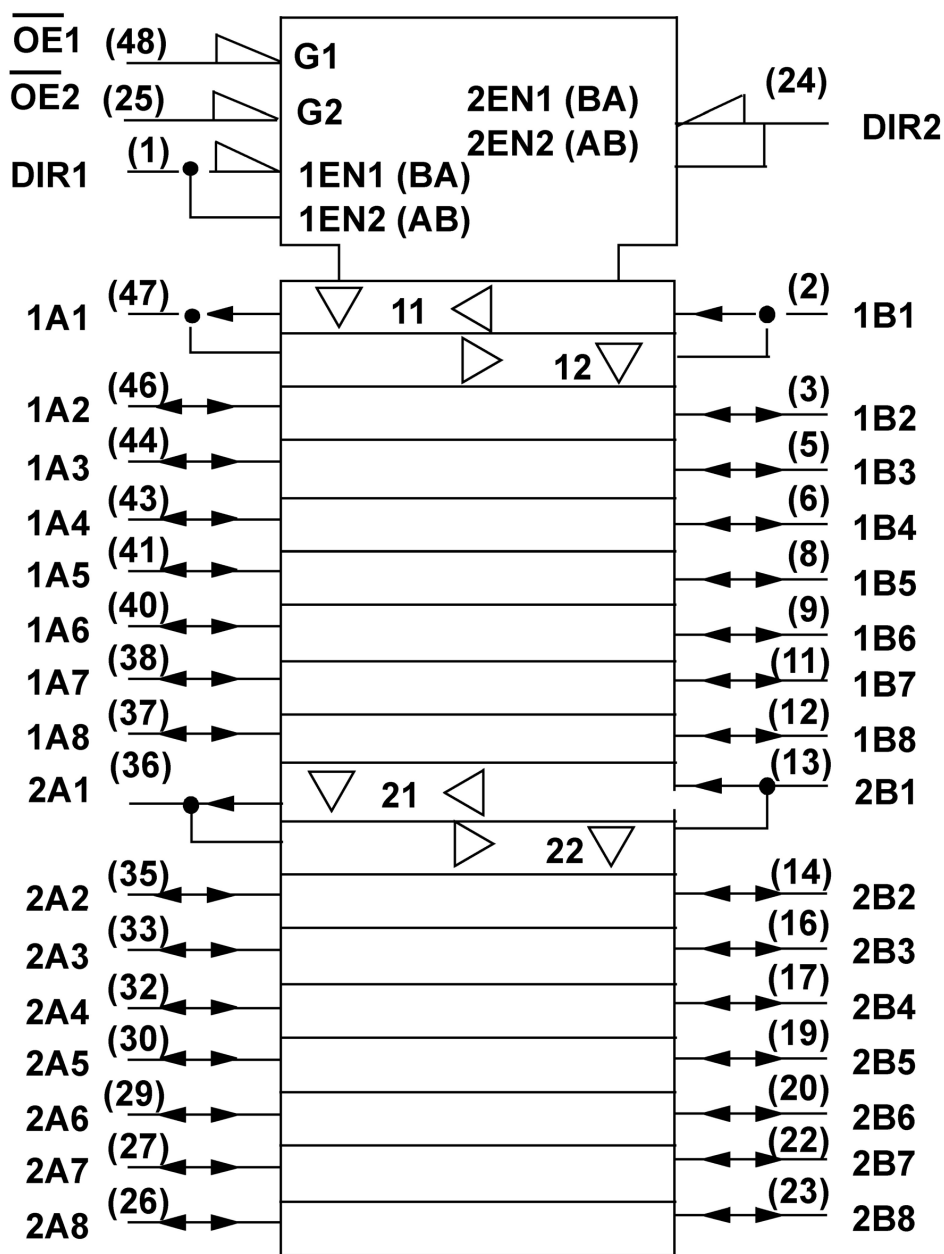 OE1 (48) G1
OE2 (25) G2 2EN1 (BA) (24) DIR2
2EN2 (AB)
DIR1 (1) 1EN1 (BA)
1EN2 (AB)
1A1 (47) 11 (2) 1B1
12
1A2 (46) (3) 1B2
1A3 (44) (5) 1B3
1A4 (43) (6) 1B4
1A5 (41) (8) 1B5
1A6 (40) (9) 1B6
1A7 (38) (11) 1B7
1A8 (37) (12) 1B8
2A1 (36) 21 (13) 2B1
22
2A2 (35) (14) 2B2
2A3 (33) (16) 2B3
2A4 (32) (17) 2B4
2A5 (30) (19) 2B5
2A6 (29) (20) 2B6
2A7 (27) (22) 2B7
2A8 (26) (23) 2B8